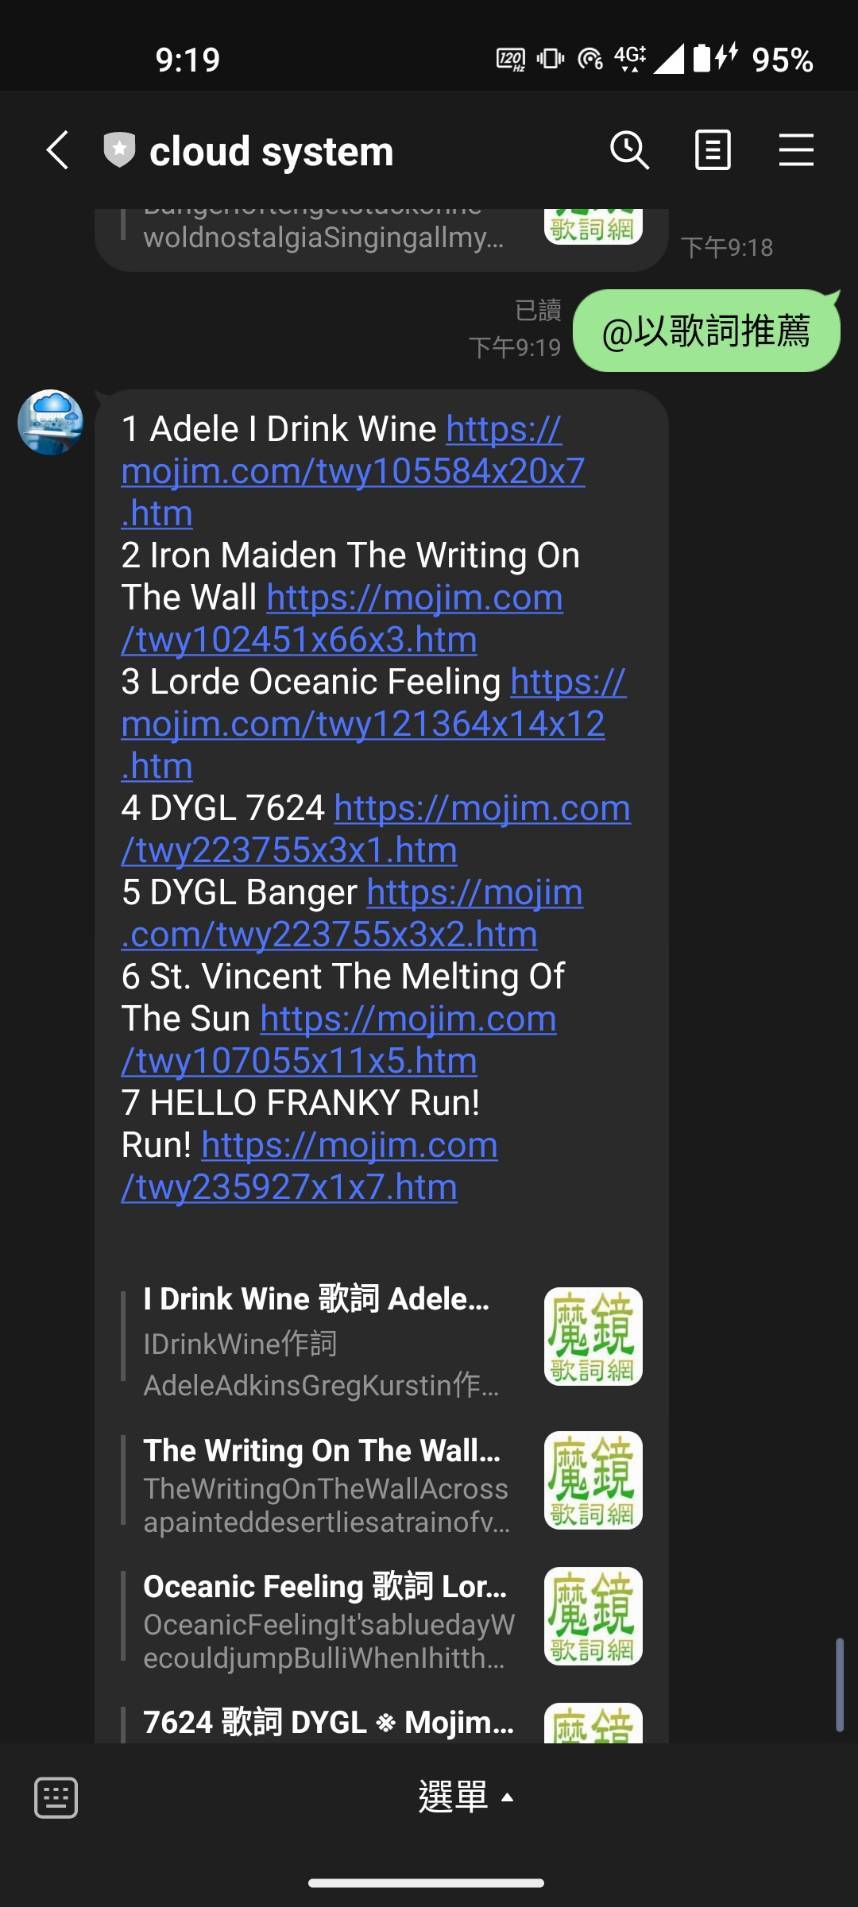 9:19
120
Hz
6
4G+
95%
cloud system
woldnostalgiaSingingallmy...
歌詞網
下午9:18
已讀
下午9:19
@以歌詞推薦
1 Adele I Drink Wine https://
mojim.com/twy105584x20x7
.htm
2 Iron Maiden The Writing On
The Wall https://mojim.com
/twy102451x66x3.htm
3 Lorde Oceanic Feeling https://
mojim.com/twy121364x14x12
.htm
4 DYGL 7624 https://mojim.com
/twy223755x3x1.htm
5 DYGL Banger https://mojim
.com/twy223755x3x2.htm
6 St. Vincent The Melting Of
The Sun https://mojim.com
/twy107055x11x5.htm
7 HELLO FRANKY Run!
Run! https://mojim.com
/twy235927x1x7.htm
I Drink Wine 歌詞 Adele...
IDrinkWine作詞
AdeleAdkinsGregKurstin作...
魔鏡
歌詞網
The Writing On The Wall...
TheWritingOnTheWallAcross
apainteddesertliesatrainofv...
魔鏡
歌詞網
Oceanic Feeling 歌詞 Lor...
OceanicFeelingIt'sabluedayW
ecouldjumpBulliWhenIhitth...
魔鏡
歌詞網
7624 歌詞 DYGL ※ Mojim...
魔鏡
選單